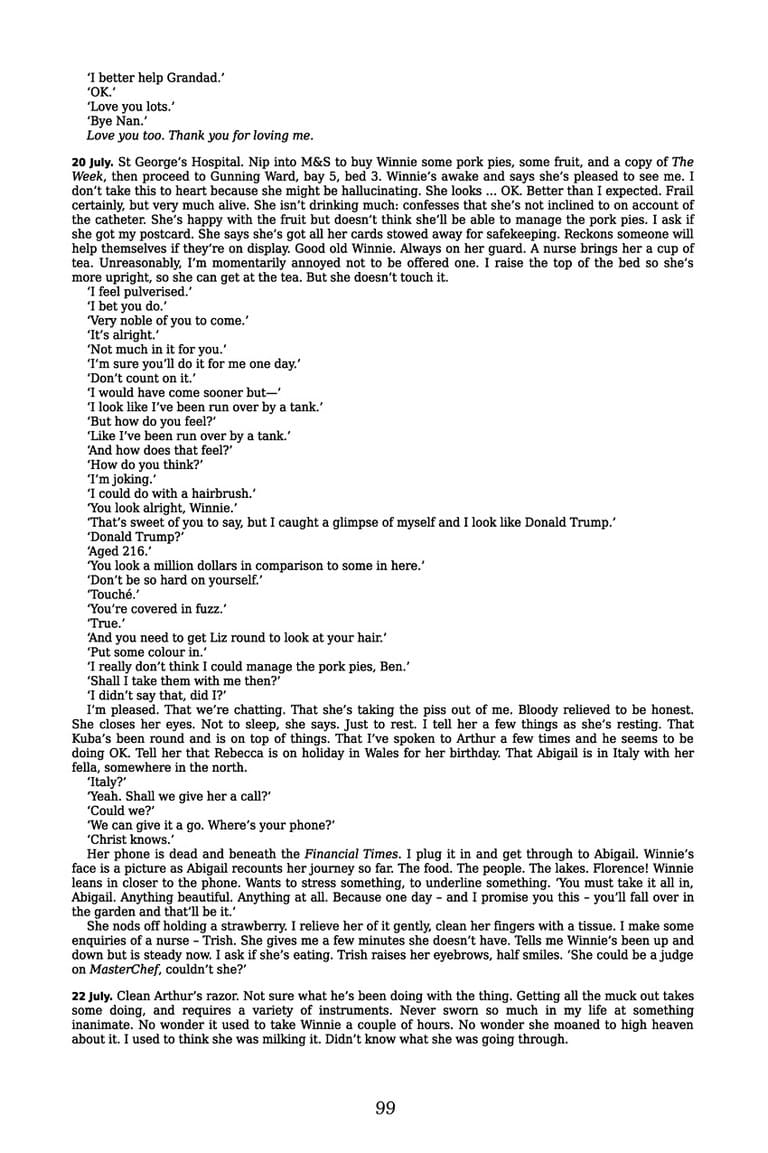 ‘I better help Grandad.’
‘OK.’
‘Love you lots.’
‘Bye Nan.’
Love you too. Thank you for loving me.
20 July. St George’s Hospital. Nip into M&S to buy Winnie some pork pies, some fruit, and a copy of The
Week, then proceed to Gunning Ward, bay 5, bed 3. Winnie’s awake and says she’s pleased to see me. I
don’t take this to heart because she might be hallucinating. She looks ... OK. Better than I expected. Frail
certainly, but very much alive. She isn’t drinking much: confesses that she’s not inclined to on account of
the catheter. She’s happy with the fruit but doesn’t think she’ll be able to manage the pork pies. I ask if
she got my postcard. She says she’s got all her cards stowed away for safekeeping. Reckons someone will
help themselves if they’re on display. Good old Winnie. Always on her guard. A nurse brings her a cup of
tea. Unreasonably, I’m momentarily annoyed not to be offered one. I raise the top of the bed so she’s
more upright, so she can get at the tea. But she doesn’t touch it.
‘I feel pulverised.’
‘I bet you do.’
‘Very noble of you to come.’
‘It’s alright.’
‘Not much in it for you.’
‘I’m sure you’ll do it for me one day.’
‘Don’t count on it.’
‘I would have come sooner but—’
‘I look like I’ve been run over by a tank.’
‘But how do you feel?’
‘Like I’ve been run over by a tank.’
‘And how does that feel?’
‘How do you think?’
‘I’m joking.’
‘I could do with a hairbrush.’
‘You look alright, Winnie.’
‘That’s sweet of you to say, but I caught a glimpse of myself and I look like Donald Trump.’
‘Donald Trump?’
‘Aged 216.’
‘You look a million dollars in comparison to some in here.’
‘Don’t be so hard on yourself.’
‘Touché.’
‘You’re covered in fuzz.’
‘True.’
‘And you need to get Liz round to look at your hair.’
‘Put some colour in.’
‘I really don’t think I could manage the pork pies, Ben.’
‘Shall I take them with me then?’
‘I didn’t say that, did I?’
I’m pleased. That we’re chatting. That she’s taking the piss out of me. Bloody relieved to be honest.
She closes her eyes. Not to sleep, she says. Just to rest. I tell her a few things as she’s resting. That
Kuba’s been round and is on top of things. That I’ve spoken to Arthur a few times and he seems to be
doing OK. Tell her that Rebecca is on holiday in Wales for her birthday. That Abigail is in Italy with her
fella, somewhere in the north.
‘Italy?’
‘Yeah. Shall we give her a call?’
‘Could we?’
‘We can give it a go. Where’s your phone?’
‘Christ knows.’
Her phone is dead and beneath the Financial Times. I plug it in and get through to Abigail. Winnie’s
face is a picture as Abigail recounts her journey so far. The food. The people. The lakes. Florence! Winnie
leans in closer to the phone. Wants to stress something, to underline something. ‘You must take it all in,
Abigail. Anything beautiful. Anything at all. Because one day – and I promise you this – you’ll fall over in
the garden and that’ll be it.’
She nods off holding a strawberry. I relieve her of it gently, clean her fingers with a tissue. I make some
enquiries of a nurse – Trish. She gives me a few minutes she doesn’t have. Tells me Winnie’s been up and
down but is steady now. I ask if she’s eating. Trish raises her eyebrows, half smiles. ‘She could be a judge
on MasterChef, couldn’t she?’
22 July. Clean Arthur’s razor. Not sure what he’s been doing with the thing. Getting all the muck out takes
some doing, and requires a variety of instruments. Never sworn so much in my life at something
inanimate. No wonder it used to take Winnie a couple of hours. No wonder she moaned to high heaven
about it. I used to think she was milking it. Didn’t know what she was going through.
99